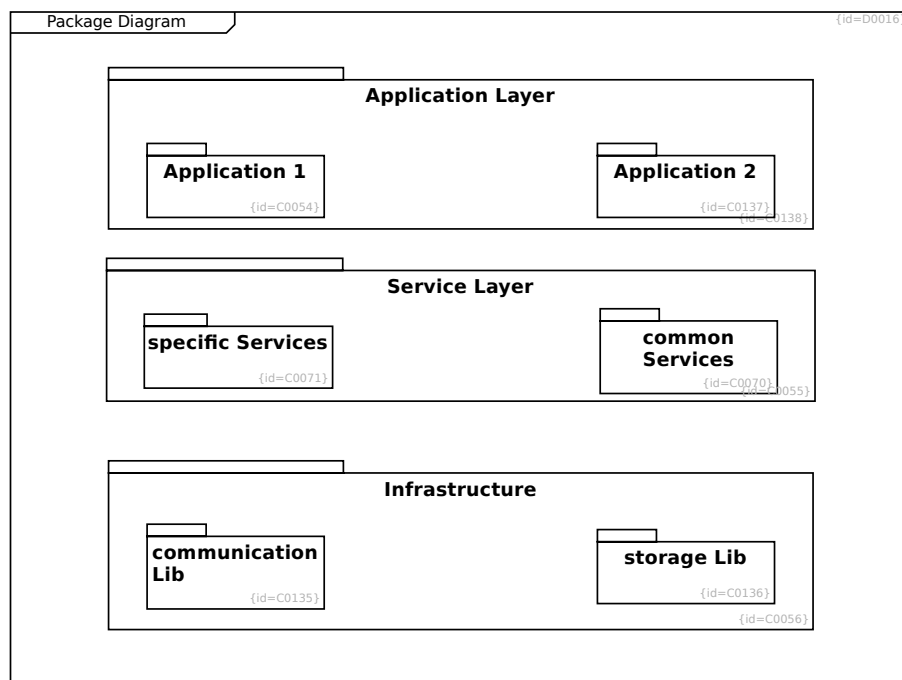 Package Diagram
{id=D0016}
Application Layer
Application 1
{id=C0054}
Application 2
{id=C0137}
{id=C0138}
Service Layer
specific Services
{id=C0071}
common
Services
{id=C0070}
{id=C0055}
Infrastructure
communication
Lib
{id=C0135}
storage Lib
{id=C0136}
{id=C0056}